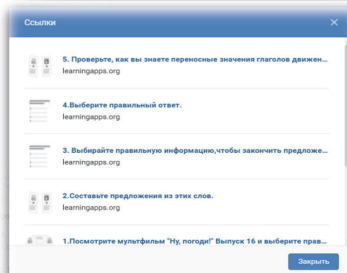 Ссылки
5. Проверьте, как вы знаете переносные значения глаголов движен...
learningapps.org
4.Выберите правильный ответ.
learningapps.org
3. Выбирайте правильную информацию,чтобы закончить предложе...
learningapps.org
2.Составьте предложения из этих слов.
learningapps.org
1.Посмотрите мультфильм "Ну, погоди!" Выпуск 16 и выберите прав...
Закрыть